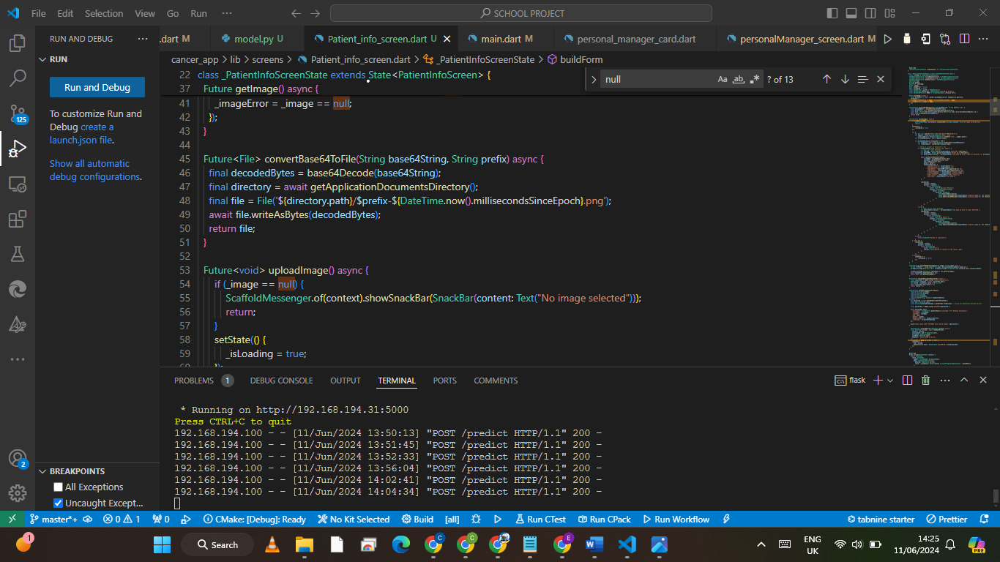 File Edit Selection View Go Run ··· SCHOOL PROJECT
RUN AND DEBUG ···
.dart M model.py U Patient_info_screen.dart U main.dart M personal_manager_card.dart personalManager_screen.dart M
RUN
cancer_app > lib > screens > Patient_info_screen.dart > _PatientInfoScreenState > buildForm
null Aa ab ? of 13
Run and Debug
To customize Run and
Debug create a
launch.json file.
Show all automatic
debug configurations.
125
22 class _PatientInfoScreenState extends State<PatientInfoScreen> {
37 Future getImage() async {
41 _imageError = _image == null;
42 });
43 }
44
45 Future<File> convertBase64ToFile(String base64String, String prefix) async {
46 final decodedBytes = base64Decode(base64String);
47 final directory = await getApplicationDocumentsDirectory();
48 final file = File('${directory.path}/$prefix-${DateTime.now().millisecondsSinceEpoch}.png');
49 await file.writeAsBytes(decodedBytes);
50 return file;
51 }
52
53 Future<void> uploadImage() async {
54 if (_image == null) {
55 ScaffoldMessenger.of(context).showSnackBar(SnackBar(content: Text("No image selected")));
56 return;
57 }
58 setState(() {
59 _isLoading = true;
60 });
PROBLEMS 1 DEBUG CONSOLE OUTPUT TERMINAL PORTS COMMENTS flask
* Running on http://192.168.194.31:5000
Press CTRL+C to quit
192.168.194.100 - - [11/Jun/2024 13:50:13] "POST /predict HTTP/1.1" 200 -
192.168.194.100 - - [11/Jun/2024 13:51:45] "POST /predict HTTP/1.1" 200 -
192.168.194.100 - - [11/Jun/2024 13:52:33] "POST /predict HTTP/1.1" 200 -
192.168.194.100 - - [11/Jun/2024 13:56:04] "POST /predict HTTP/1.1" 200 -
192.168.194.100 - - [11/Jun/2024 14:02:41] "POST /predict HTTP/1.1" 200 -
192.168.194.100 - - [11/Jun/2024 14:04:34] "POST /predict HTTP/1.1" 200 -
2
BREAKPOINTS
All Exceptions
Uncaught Except...
master*+ 0 1 0 CMake: [Debug]: Ready No Kit Selected Build [all] Run CTest Run CPack Run Workflow tabnine starter Prettier
1 Search C C E ENG 14:25
UK 11/06/2024 PRE